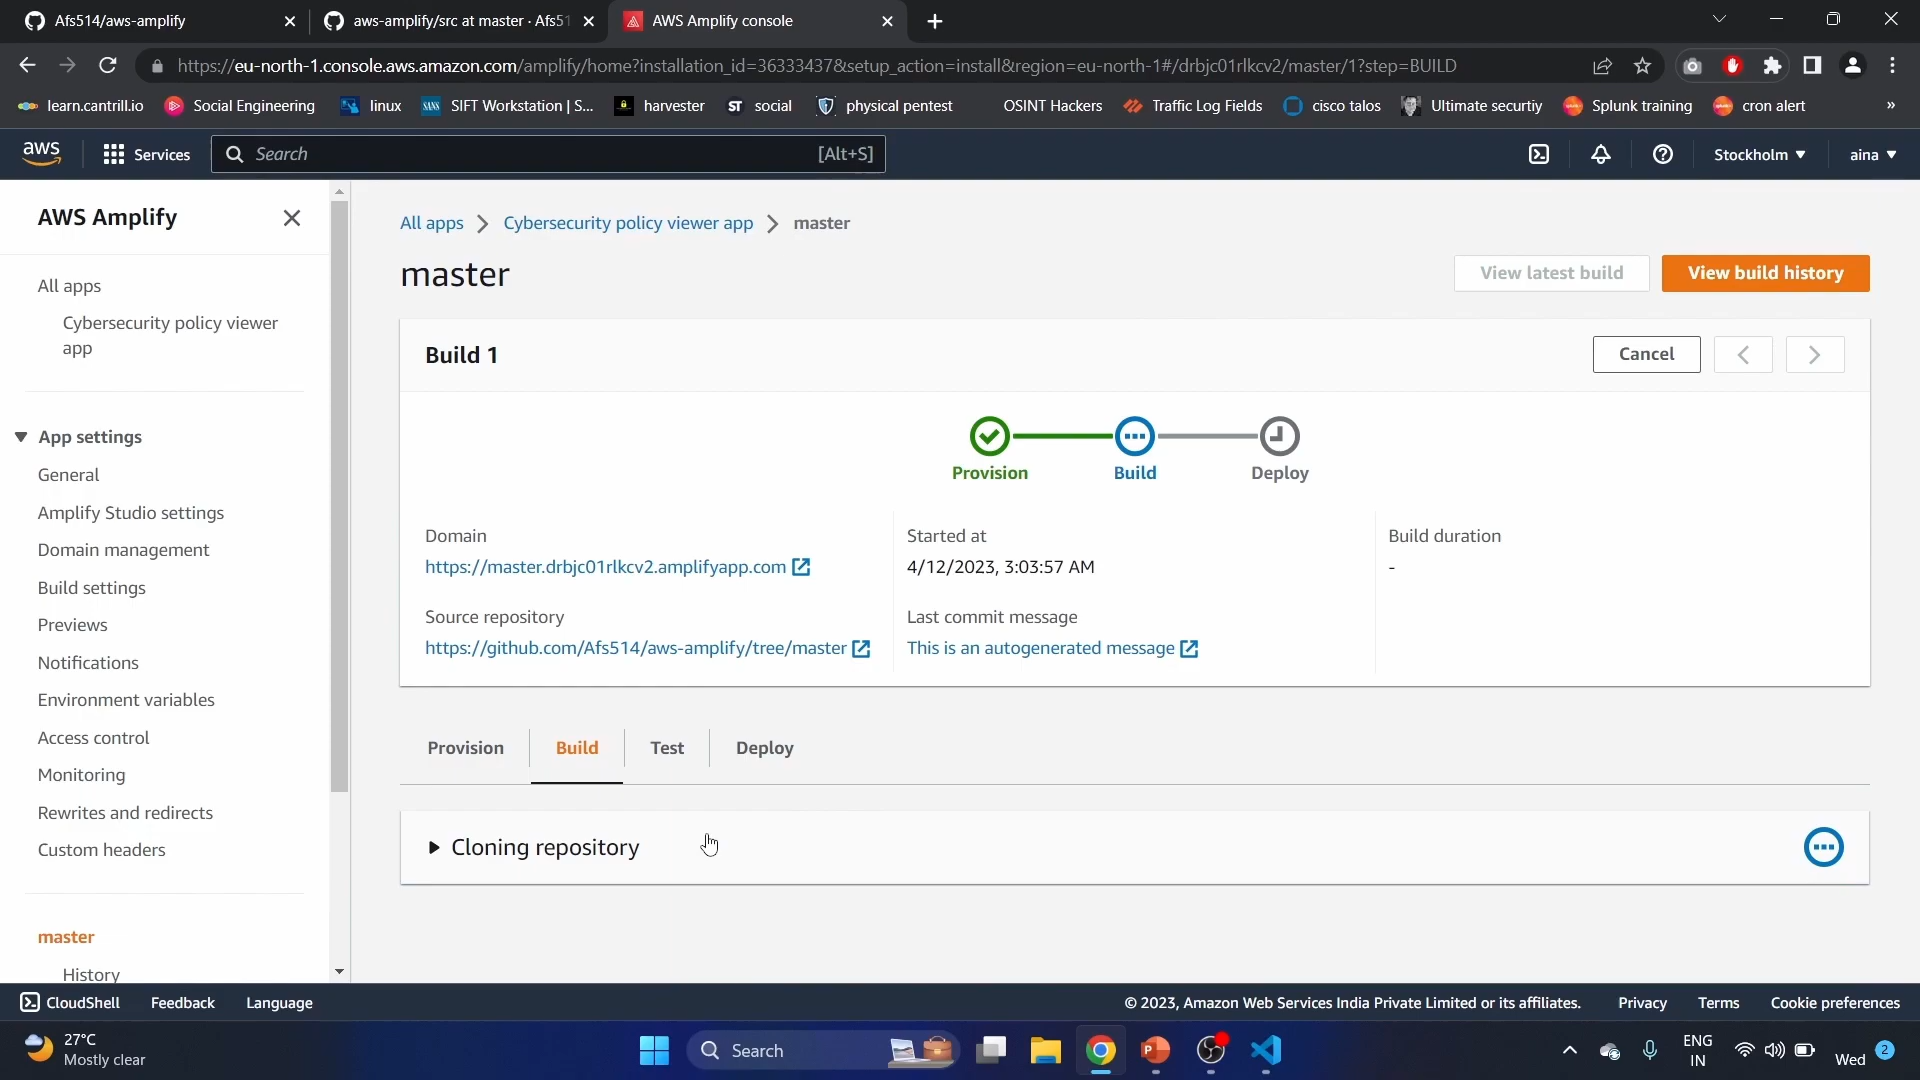 Afs514/aws-amplify
aws-amplify/src at master · Afs51
AWS Amplify console
https://eu-north-1.console.aws.amazon.com/amplify/home?installation_id=36333437&setup_action=install&region=eu-north-1#/drbjc01rlkcv2/master/1?step=BUILD
learn.cantrill.io
Social Engineering
linux
SANS
SIFT Workstation | S...
harvester
ST
social
physical pentest
OSINT Hackers
Traffic Log Fields
cisco talos
Ultimate securtiy
Splunk training
cron alert
»
aws
Services
Search
[Alt+S]
Stockholm
aina
AWS Amplify
All apps
Cybersecurity policy viewer
app
App settings
General
Amplify Studio settings
Domain management
Build settings
Previews
Notifications
Environment variables
Access control
Monitoring
Rewrites and redirects
Custom headers
master
History
All apps
Cybersecurity policy viewer app
master
master
View latest build
View build history
Build 1
Cancel
Provision
Build
Deploy
Domain
https://master.drbjc01rlkcv2.amplifyapp.com
Started at
4/12/2023, 3:03:57 AM
Build duration
-
Source repository
https://github.com/Afs514/aws-amplify/tree/master
Last commit message
This is an autogenerated message
Provision
Build
Test
Deploy
Cloning repository
CloudShell
Feedback
Language
© 2023, Amazon Web Services India Private Limited or its affiliates.
Privacy
Terms
Cookie preferences
27°C
Mostly clear
Search
ENG
IN
Wed
2